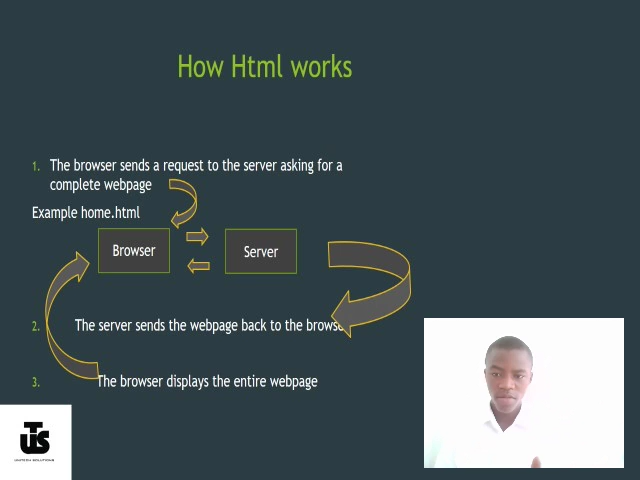 How Html works
1. The browser sends a request to the server asking for a
complete webpage
Example home.html
Browser
Server
2. The server sends the webpage back to the browse
3. The browser displays the entire webpage
UTS